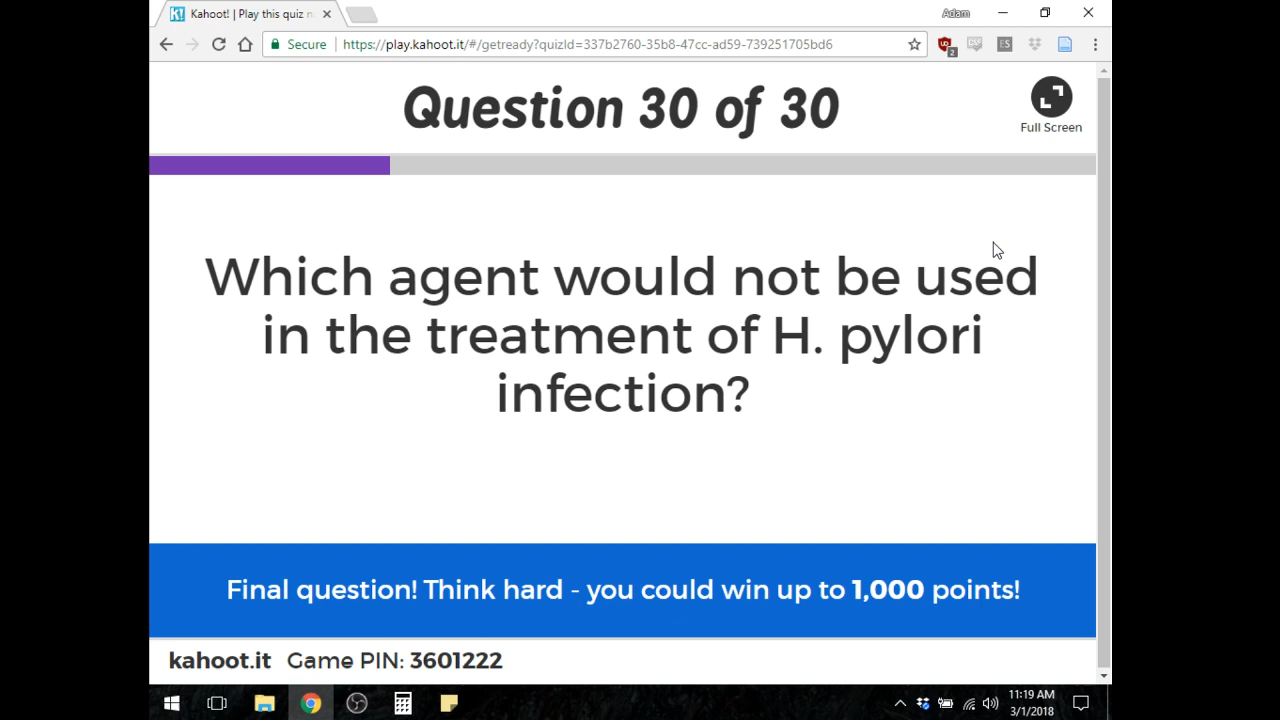 Kahoot! | Play this quiz n
Adam
Secure
https://play.kahoot.it/#/getready?quizId=337b2760-35b8-47cc-ad59-739251705bd6
2
ES
Question 30 of 30
Full Screen
Which agent would not be used
in the treatment of H. pylori
infection?
Final question! Think hard - you could win up to 1,000 points!
kahoot.it Game PIN: 3601222
11:19 AM
3/1/2018